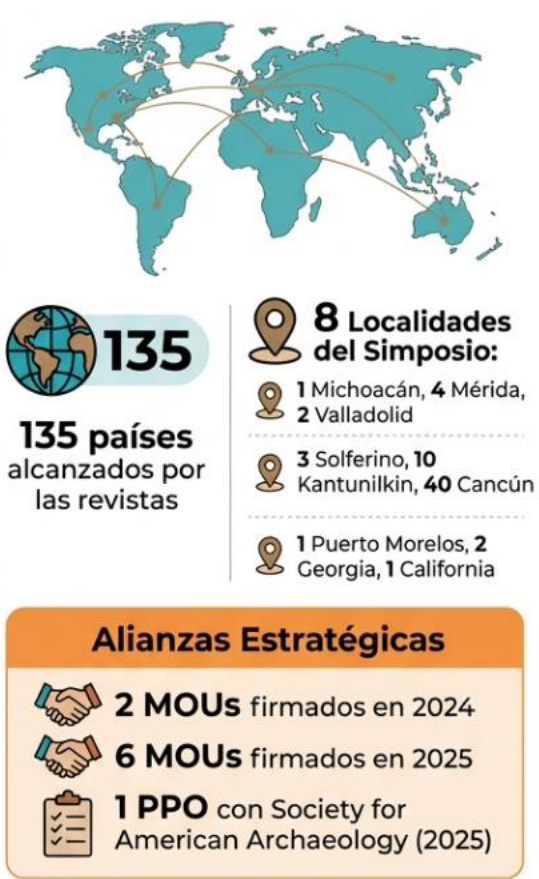 135
135 países
alcanzados por
las revistas
8 Localidades
del Simposio:
1 Michoacán, 4 Mérida,
2 Valladolid
3 Solferino, 10
Kantunilkin, 40 Cancún
1 Puerto Morelos, 2
Georgia, 1 California
Alianzas Estratégicas
2 MOUs firmados en 2024
6 MOUs firmados en 2025
1 PPO con Society for
American Archaeology (2025)